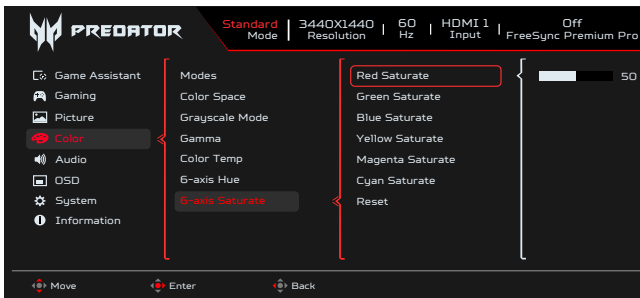 PREDATOR
Standard Mode
3440X1440 Resolution
60 Hz
HDMI 1 Input
Off FreeSync Premium Pro
Game Assistant
Gaming
Picture
Color
Audio
OSD
System
Information
Modes
Color Space
Grayscale Mode
Gamma
Color Temp
6-axis Hue
6-axis Saturate
Red Saturate
Green Saturate
Blue Saturate
Yellow Saturate
Magenta Saturate
Cyan Saturate
Reset
50
Move
Enter
Back